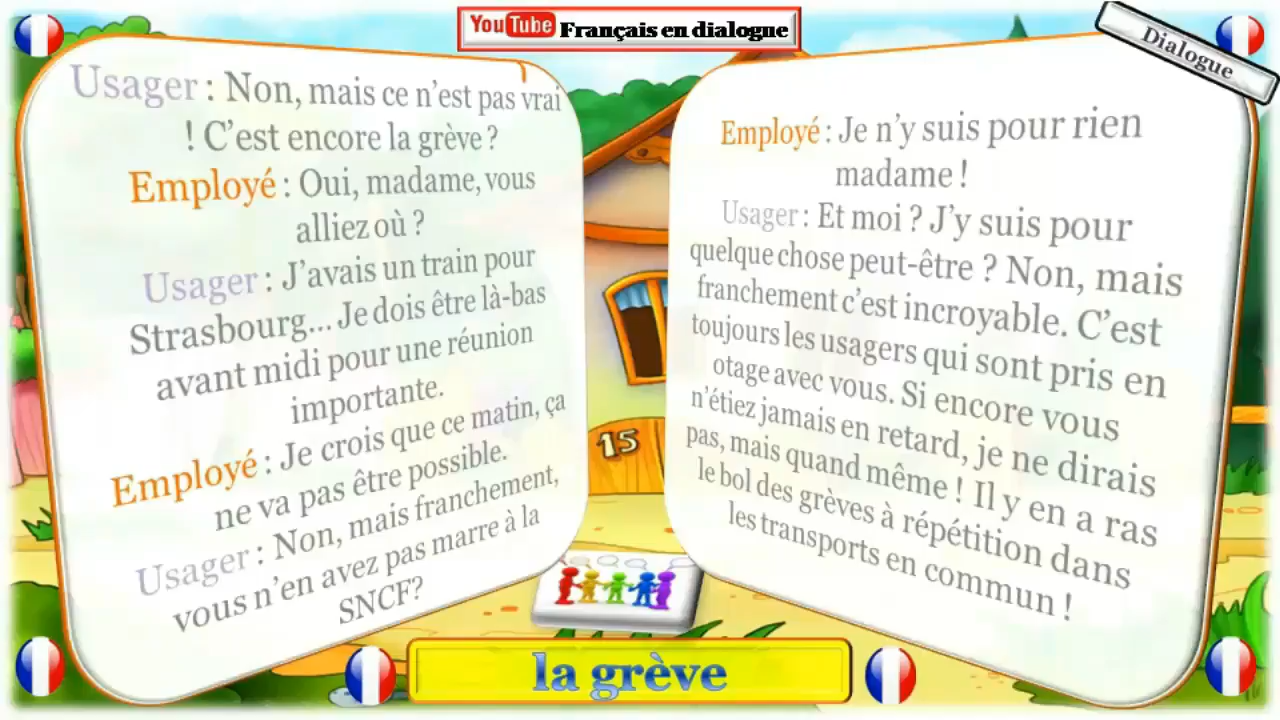 YouTube Français en dialogue
Dialogue
Usager : Non, mais ce n'est pas vrai
! C'est encore la grève ?
Employé : Oui, madame, vous
alliez où ?
Usager : J'avais un train pour
Strasbourg... Je dois être là-bas
avant midi pour une réunion
importante.
Employé : Je crois que ce matin, ça
ne va pas être possible.
Usager : Non, mais franchement,
vous n'en avez pas marre à la
SNCF?
Employé : Je n'y suis pour rien
madame !
Usager : Et moi ? J'y suis pour
quelque chose peut-être ? Non, mais
franchement c'est incroyable. C'est
toujours les usagers qui sont pris en
otage avec vous. Si encore vous
n'étiez jamais en retard, je ne dirais
pas, mais quand même ! Il y en a ras
le bol des grèves à répétition dans
les transports en commun !
15
la grève